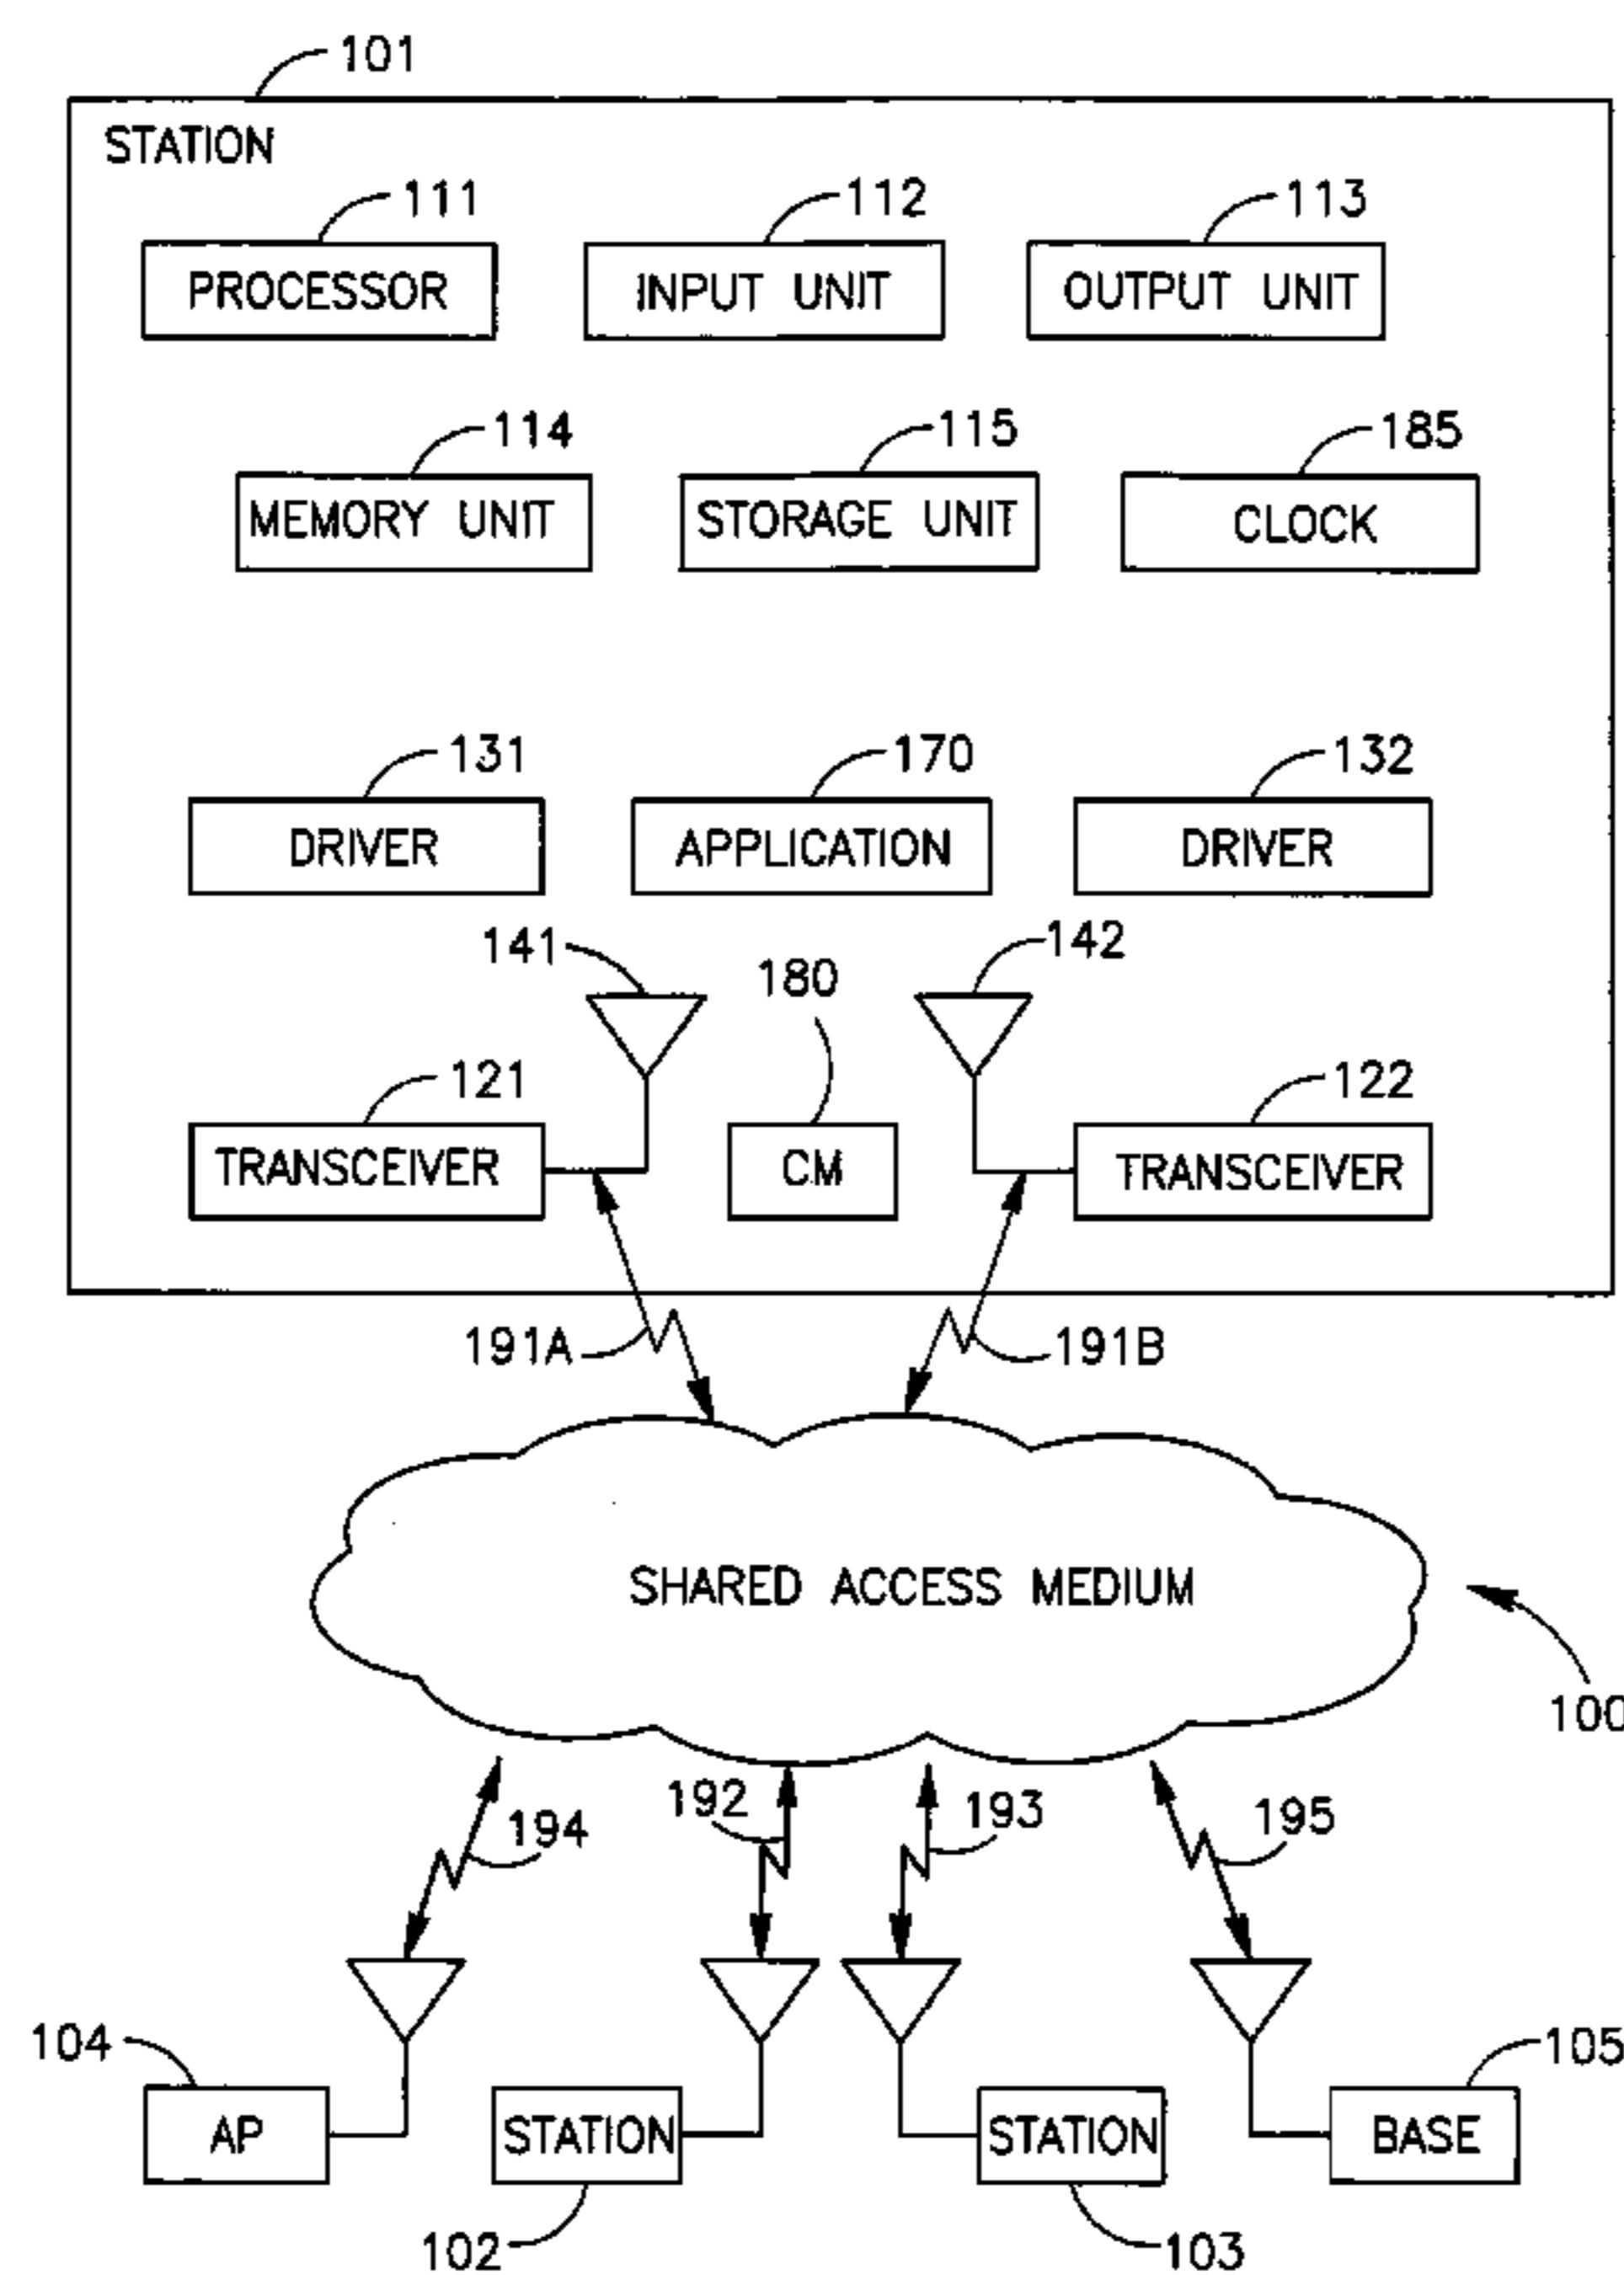 101
STATION
111
112
113
PROCESSOR
INPUT UNIT
OUTPUT UNIT
114
115
185
MEMORY UNIT
STORAGE UNIT
CLOCK
131
170
132
DRIVER
APPLICATION
DRIVER
141
180
142
121
122
TRANSCEIVER
CM
TRANSCEIVER
191A
191B
SHARED ACCESS MEDIUM
100
194
192
193
195
104
105
AP
STATION
STATION
BASE
102
103